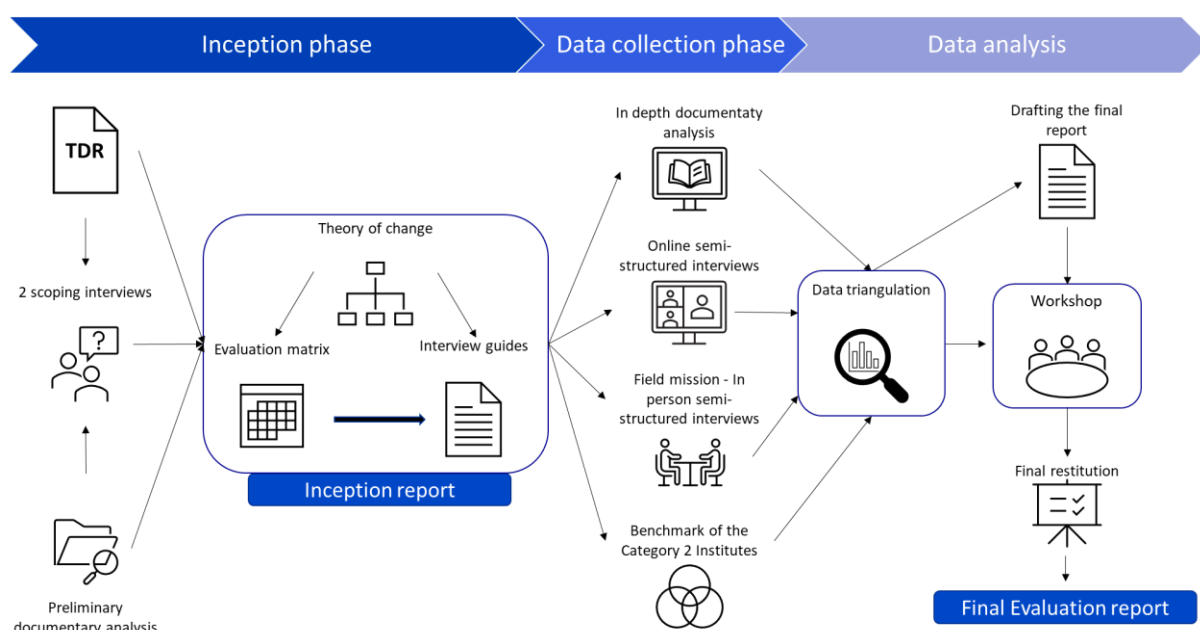 Inception phase
Data collection phase
Data analysis
TDR
2 scoping interviews
?
Preliminary
documentary analysis
Theory of change
Evaluation matrix
Interview guides
Inception report
In depth documentaty
analysis
Online semi-
structured interviews
Field mission - In
person semi-
structured interviews
Benchmark of the
Category 2 Institutes
Data triangulation
Drafting the final
report
Workshop
Final restitution
Final Evaluation report